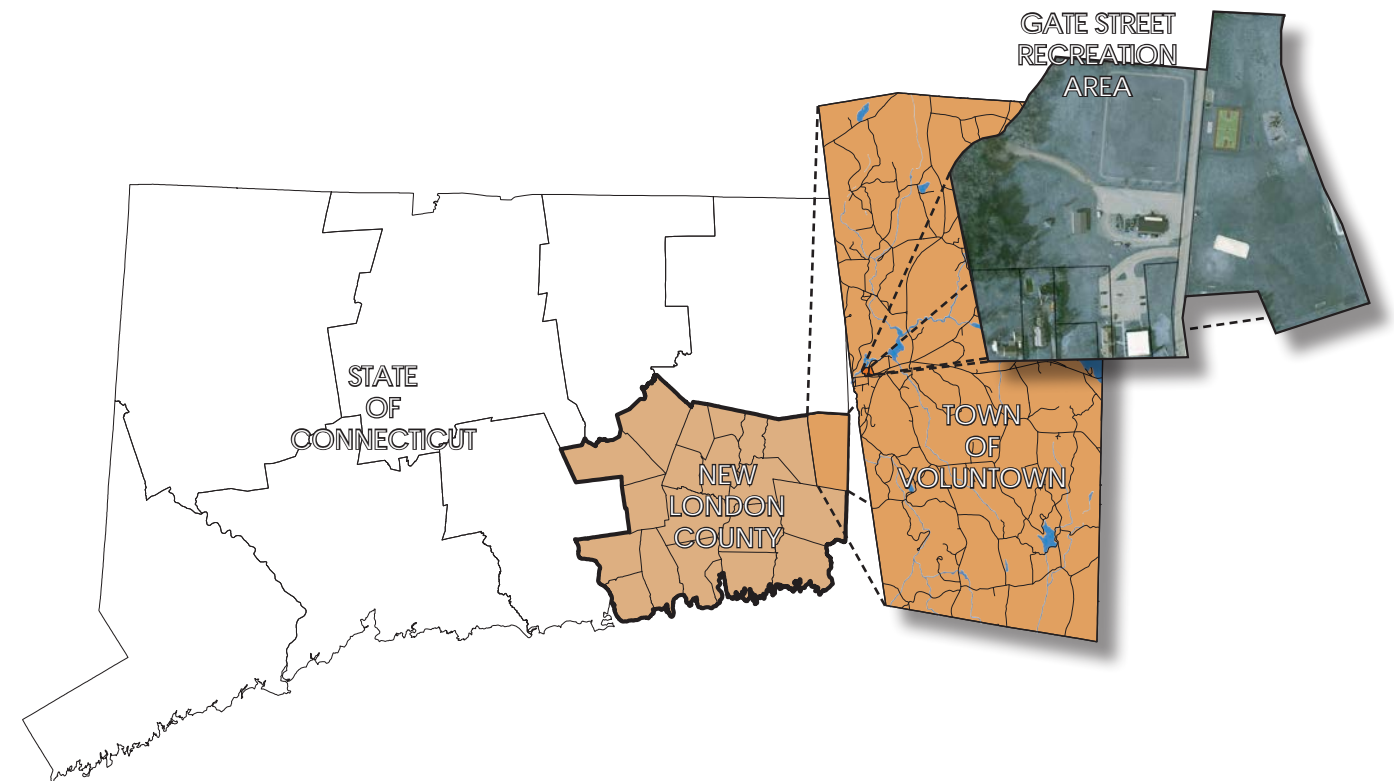 GATE STREET
RECREATION
AREA
STATE
OF
CONNECTICUT
NEW
LONDON
COUNTY
TOWN
OF
VOLUNTOWN